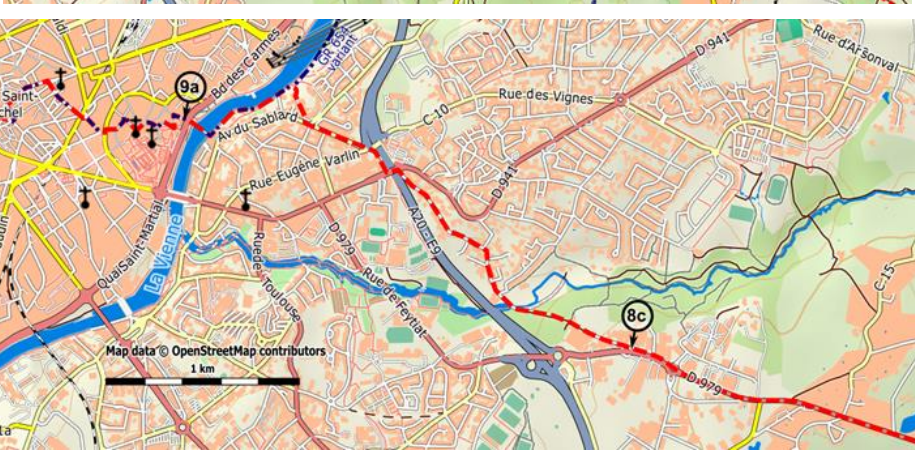 9a
Bd des Carmes
GR 654
variant
D 941
Rue d'Arsonval
Saint-
chel
Av du Sablard
C 10
Rue des Vignes
Rue Eugène Varlin
D 941
Quai Saint-Martial
La Vienne
Rue de Toulouse
D 979
A20 - E9
Rue de Feytiat
C 15
8c
Map data © OpenStreetMap contributors
1 km
D 979